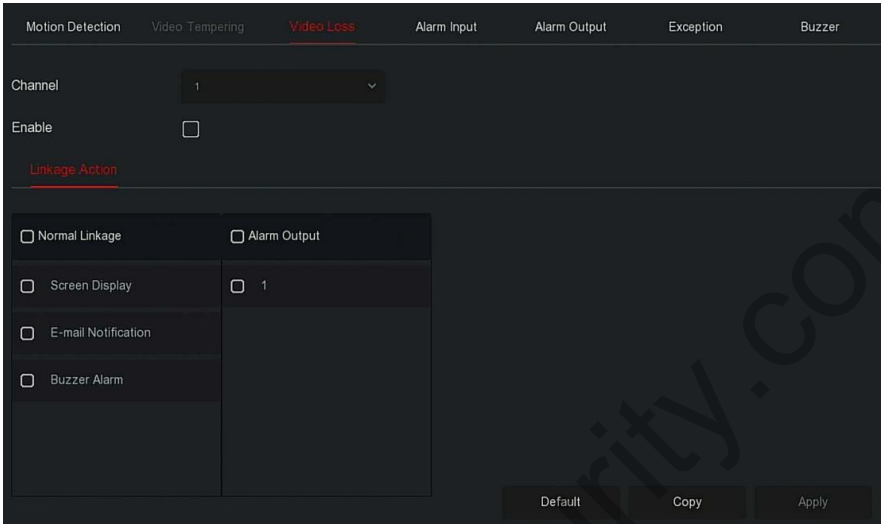 Motion Detection Video Tempering Video Loss Alarm Input Alarm Output Exception Buzzer
Channel 1
Enable
Linkage Action
Normal Linkage Alarm Output
Screen Display 1
E-mail Notification
Buzzer Alarm
Default Copy Apply